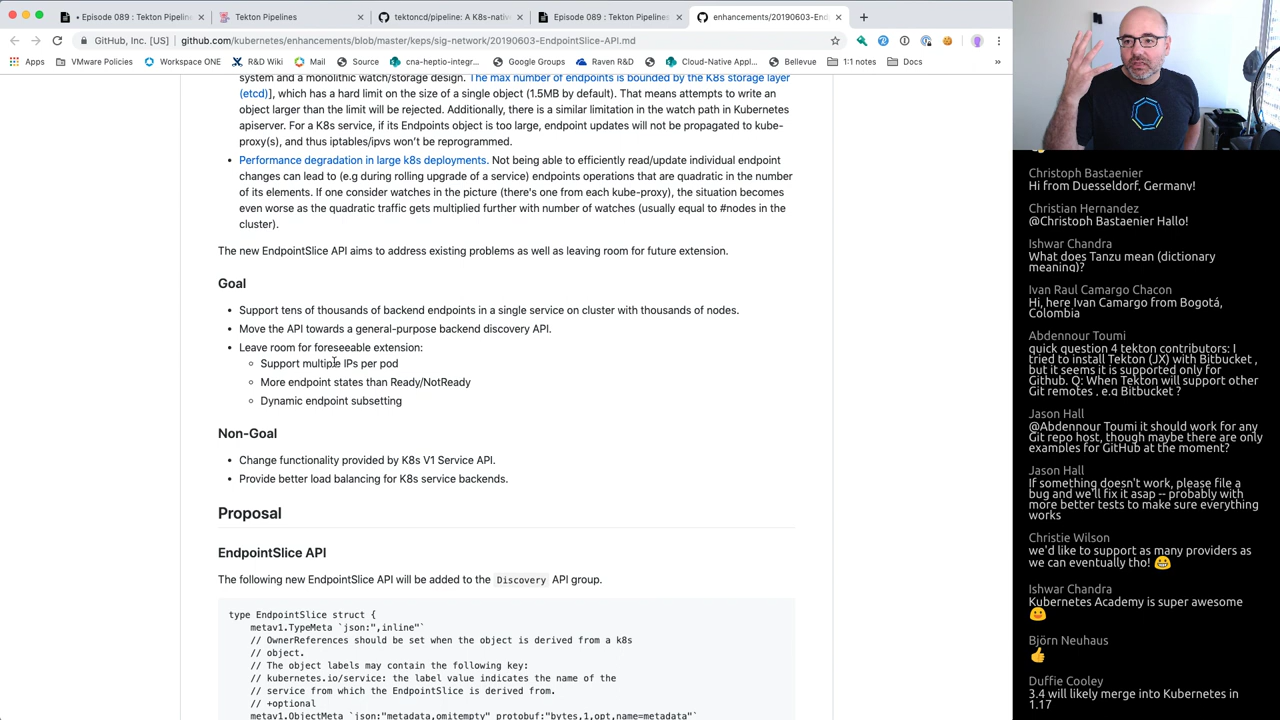 • Episode 089 : Tekton Pipeline
Tekton Pipelines
tektoncd/pipeline: A K8s-nativ
Episode 089 : Tekton Pipelines
enhancements/20190603-End
GitHub, Inc. [US]
github.com/kubernetes/enhancements/blob/master/keps/sig-network/20190603-EndpointSlice-API.md
Apps
VMware Policies
Workspace ONE
R&D Wiki
Mail
Source
cna-heptio-integr...
Google Groups
Raven R&D
Cloud-Native Appl...
Bellevue
1:1 notes
Documentation
»
system and a monolithic watch/storage design. The max number of endpoints is bounded by the K8s storage layer
(etcd)], which has a hard limit on the size of a single object (1.5MB by default). That means attempts to write an
object larger than the limit will be rejected. Additionally, there is a similar limitation in the watch path in Kubernetes
apiserver. For a K8s service, if its Endpoints object is too large, endpoint updates will not be propagated to kube-
proxy(s), and thus iptables/ipvs won't be reprogrammed.
• Performance degradation in large k8s deployments. Not being able to efficiently read/update individual endpoint
changes can lead to (e.g during rolling upgrade of a service) endpoints operations that are quadratic in the number
of its elements. If one consider watches in the picture (there's one from each kube-proxy), the situation becomes
even worse as the quadratic traffic gets multiplied further with number of watches (usually equal to #nodes in the
cluster).
The new EndpointSlice API aims to address existing problems as well as leaving room for future extension.
Goal
• Support tens of thousands of backend endpoints in a single service on cluster with thousands of nodes.
• Move the API towards a general-purpose backend discovery API.
• Leave room for foreseeable extension:
Support multiple IPs per pod
More endpoint states than Ready/NotReady
Dynamic endpoint subsetting
Non-Goal
• Change functionality provided by K8s V1 Service API.
• Provide better load balancing for K8s service backends.
Proposal
EndpointSlice API
The following new EndpointSlice API will be added to the Discovery API group.
type EndpointSlice struct {
metav1.TypeMeta `json:",inline"`
// OwnerReferences should be set when the object is derived from a k8s
// object.
// The object labels may contain the following key:
// kubernetes.io/service: the label value indicates the name of the
// service from which the EndpointSlice is derived from.
// +optional
metav1.ObjectMeta `json:"metadata,omitempty" protobuf:"bytes,1,opt,name=metadata"`
Christoph Bastaenier
Hi from Duesseldorf, Germany!
Christian Hernandez
@Christoph Bastaenier Hallo!
Ishwar Chandra
What does Tanzu mean (dictionary
meaning)?
Ivan Raul Camargo Chacon
Hi, here Ivan Camargo from Bogotá,
Colombia
Abdennour Toumi
quick question 4 tekton contributors: I
tried to install Tekton (JX) with Bitbucket ,
but it seems it is supported only for
Github. Q: When Tekton will support other
Git remotes , e.g Bitbucket ?
Jason Hall
@Abdennour Toumi it should work for any
Git repo host, though maybe there are only
examples for GitHub at the moment?
Jason Hall
If something doesn't work, please file a
bug and we'll fix it asap -- probably with
more better tests to make sure everything
works
Christie Wilson
we'd like to support as many providers as
we can eventually tho! 😀
Ishwar Chandra
Kubernetes Academy is super awesome
😀
Björn Neuhaus
👍
Duffie Cooley
3.4 will likely merge into Kubernetes in
1.17